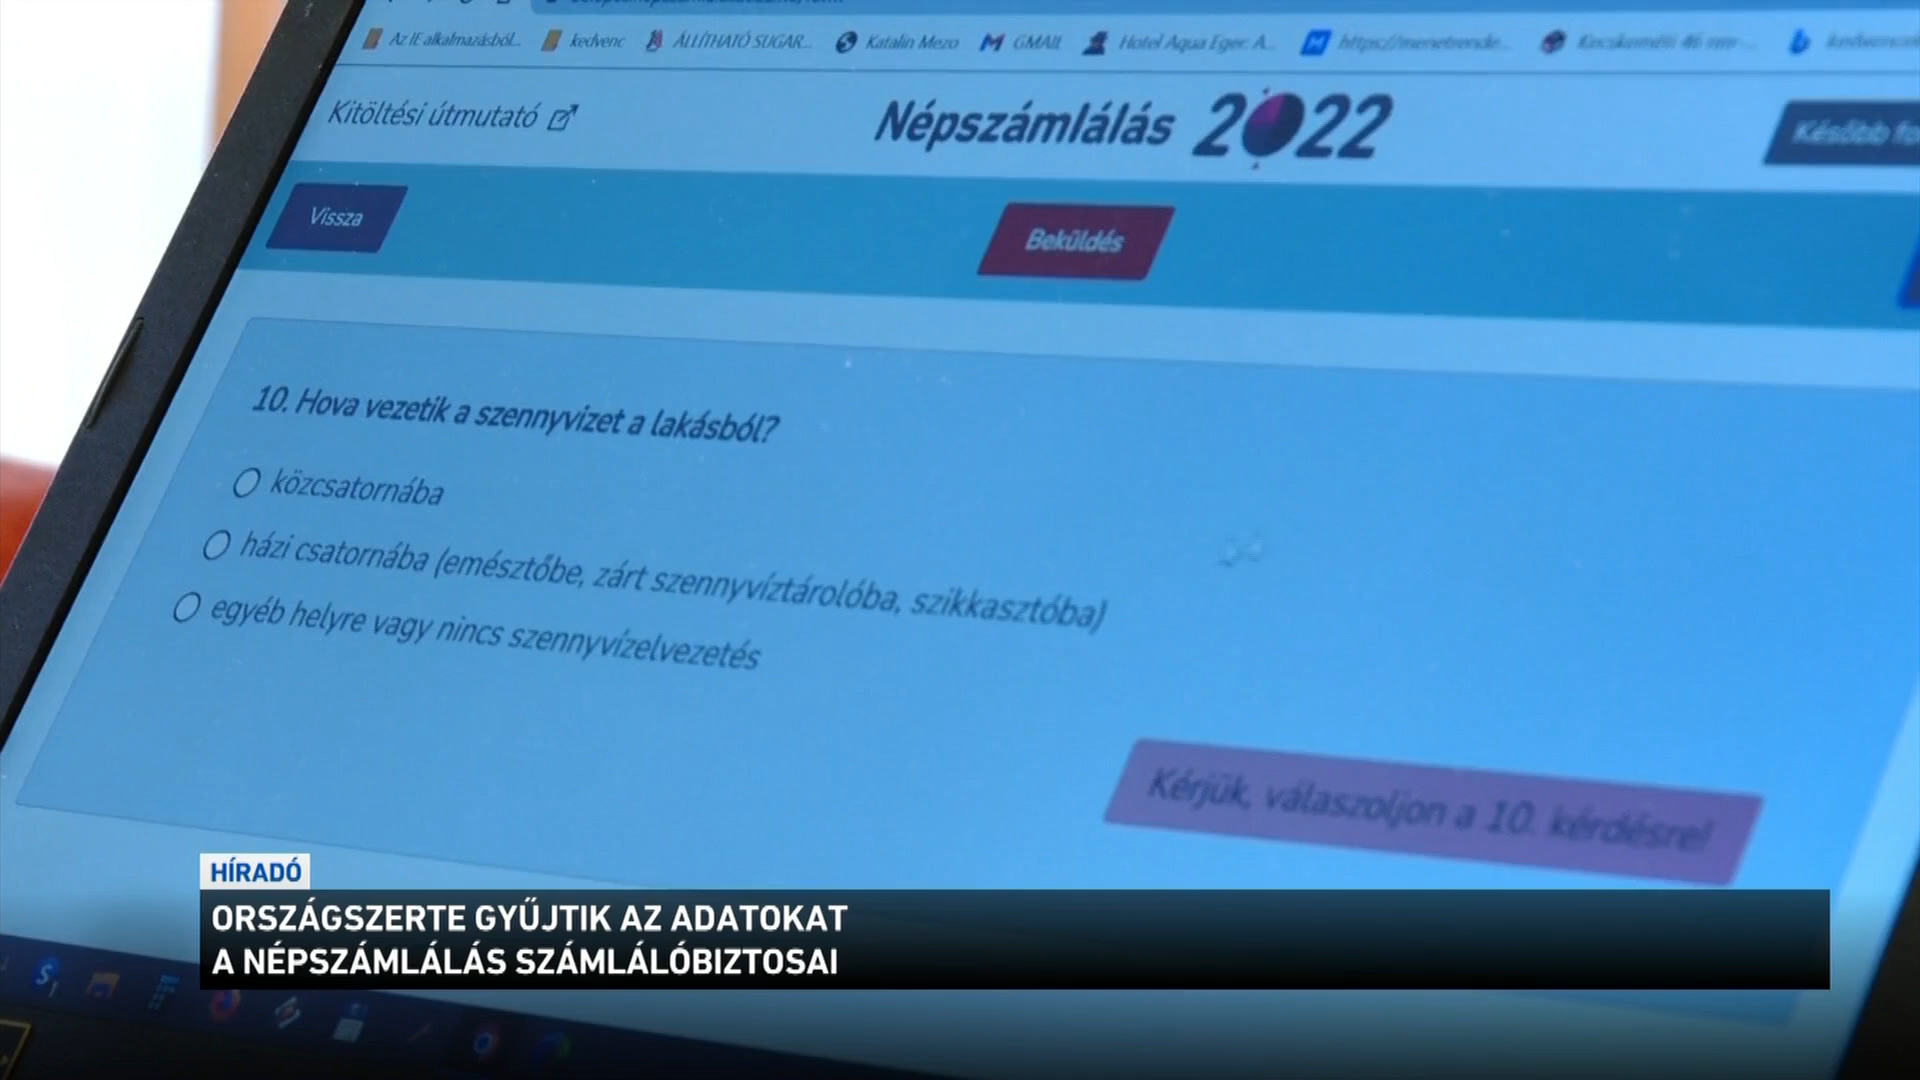 Az IE alkalmazásból... kedvenc ÁLLÍTHATÓ SUGAR... Katalin Mezo GMAIL Hotel Aqua Eger: A...
Kitöltési útmutató
Népszámlálás 2022
Később
Vissza
Beküldés
10. Hova vezetik a szennyvizet a lakásból?
közcsatornába
házi csatornába (emésztőbe, zárt szennyvíztárolóba, szikkasztóba)
egyéb helyre vagy nincs szennyvízelvezetés
Kérjük, válaszoljon a 10. kérdésre!
HÍRADÓ
ORSZÁGSZERTE GYŰJTIK AZ ADATOKAT
A NÉPSZÁMLÁLÁS SZÁMLÁLÓBIZTOSAI